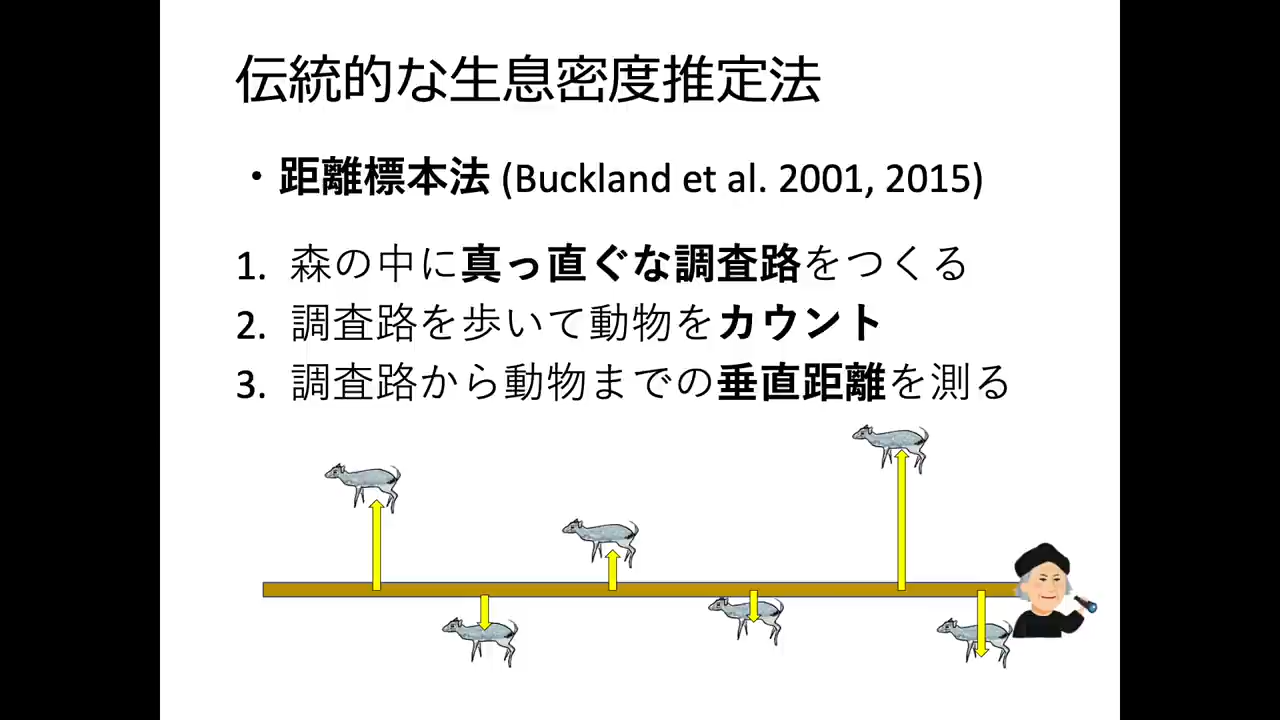 伝統的な生息密度推定法
・距離標本法 (Buckland et al. 2001, 2015)
1. 森の中に真っ直ぐな調査路をつくる
2. 調査路を歩いて動物をカウント
3. 調査路から動物までの垂直距離を測る